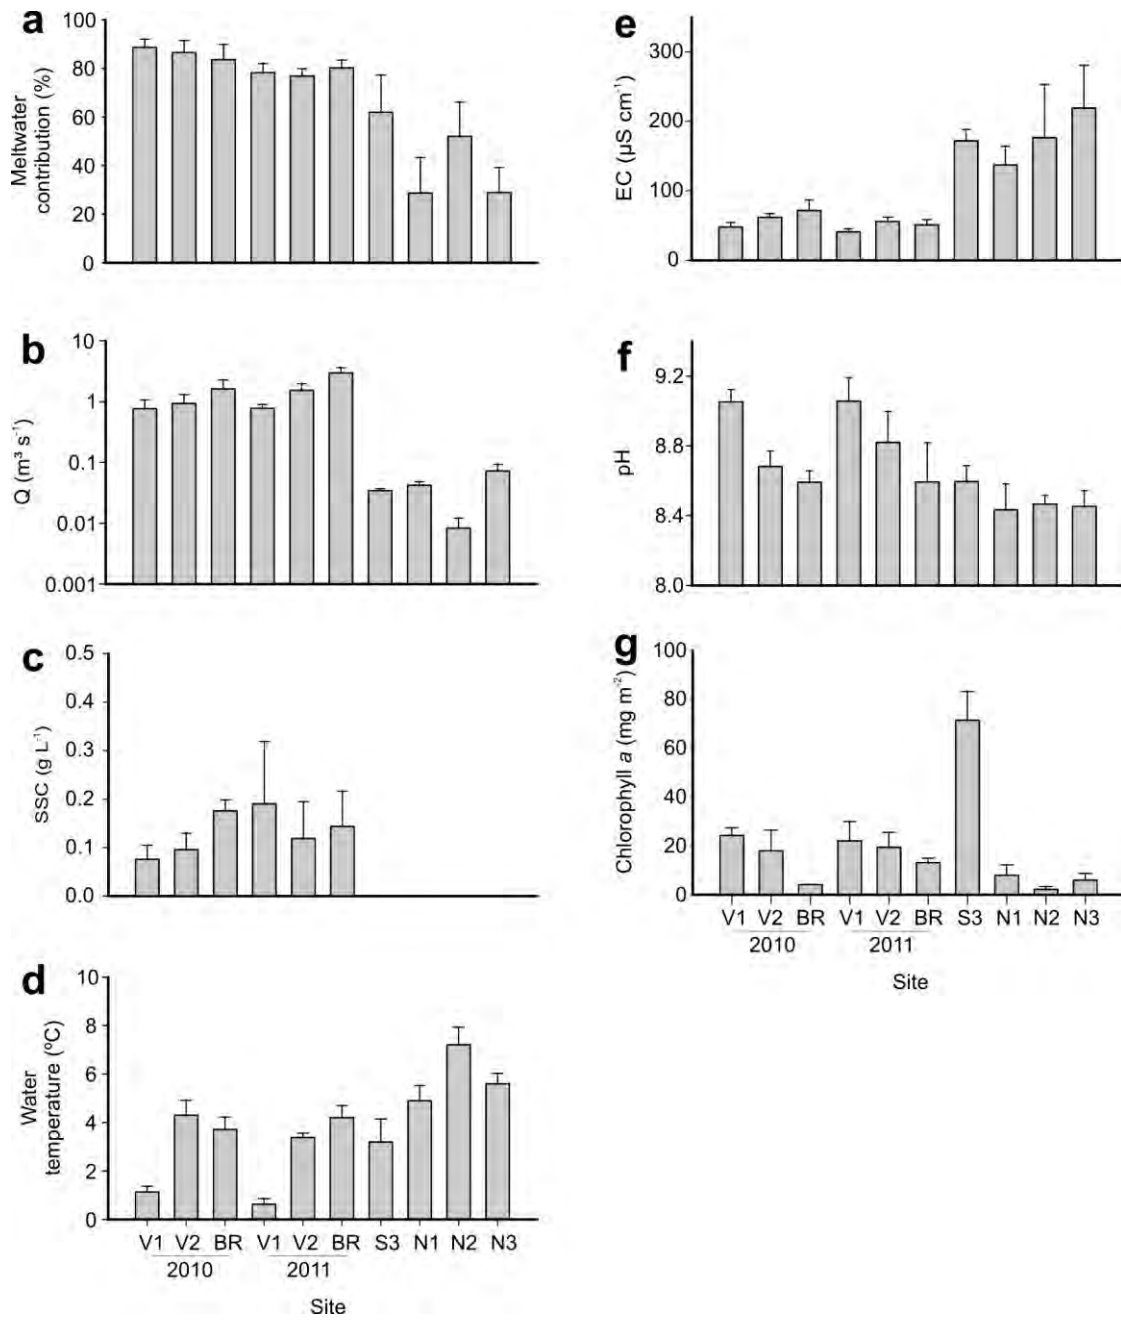 a
Meltwater
contribution (%)
100
80
60
40
20
0
b
Q (m³ s⁻¹)
10
1
0.1
0.01
0.001
c
SSC (g L⁻¹)
0.5
0.4
0.3
0.2
0.1
0.0
d
Water
temperature (ºC)
10
8
6
4
2
0
V1 V2 BR V1 V2 BR S3 N1 N2 N3
2010 2011
Site
e
EC (µS cm⁻¹)
300
200
100
0
f
pH
9.2
8.8
8.4
8.0
g
Chlorophyll a (mg m⁻²)
100
80
60
40
20
0
V1 V2 BR V1 V2 BR S3 N1 N2 N3
2010 2011
Site